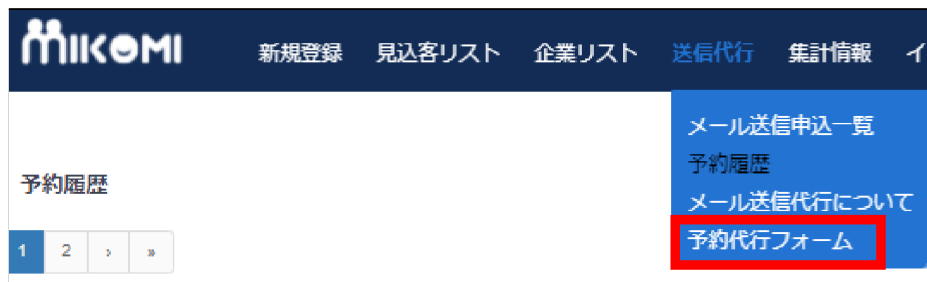 MIKOMI
新規登録 見込客リスト 企業リスト 送信代行 集計情報 イ
メール送信申込一覧
予約履歴
メール送信代行について
予約代行フォーム
予約履歴
1 2 › »